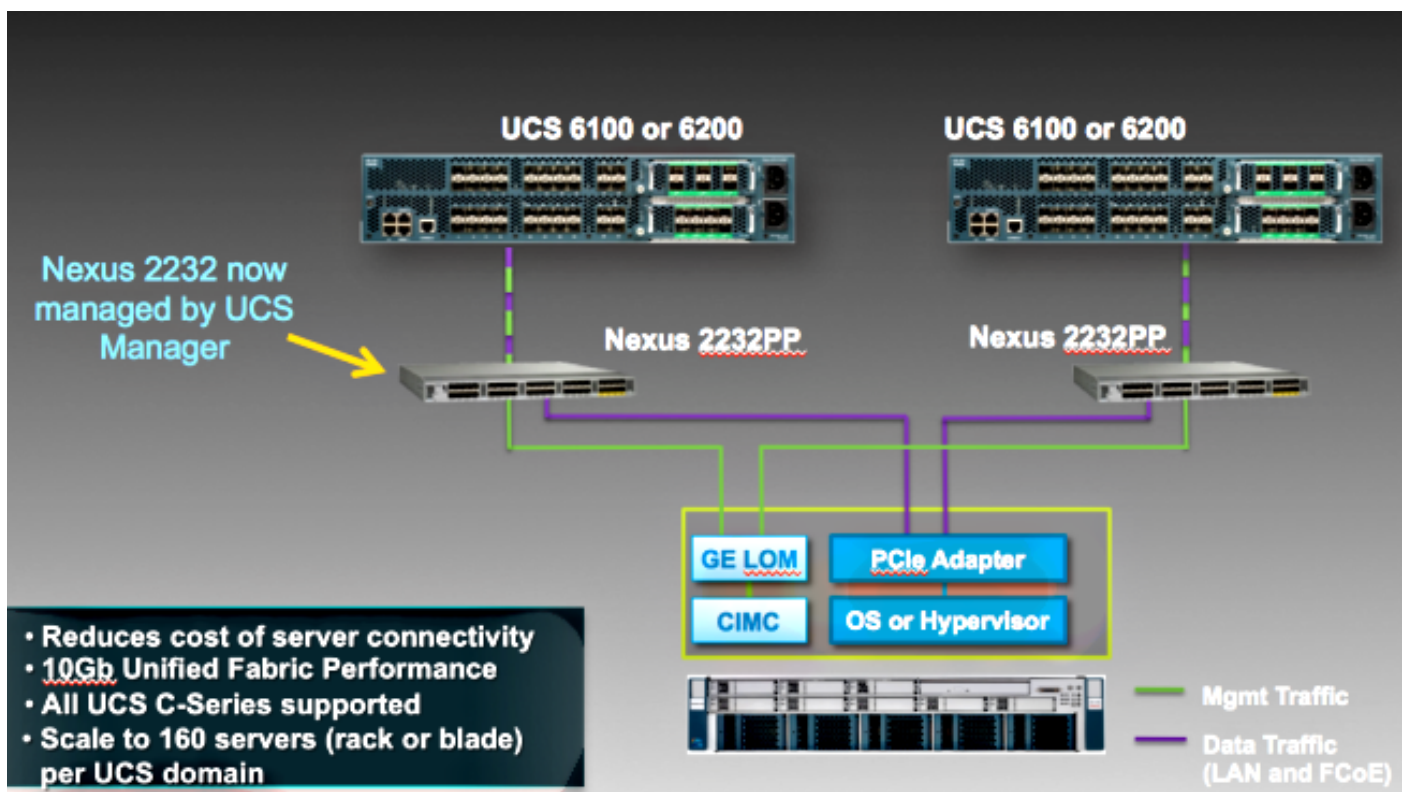 UCS 6100 or 6200
UCS 6100 or 6200
Nexus 2232 now
managed by UCS
Manager
Nexus 2232PP
Nexus 2232PP
GE LOM
PCIe Adapter
CIMC
OS or Hypervisor
• Reduces cost of server connectivity
• 10Gb Unified Fabric Performance
• All UCS C-Series supported
• Scale to 160 servers (rack or blade)
per UCS domain
Mgmt Traffic
Data Traffic
(LAN and FCoE)